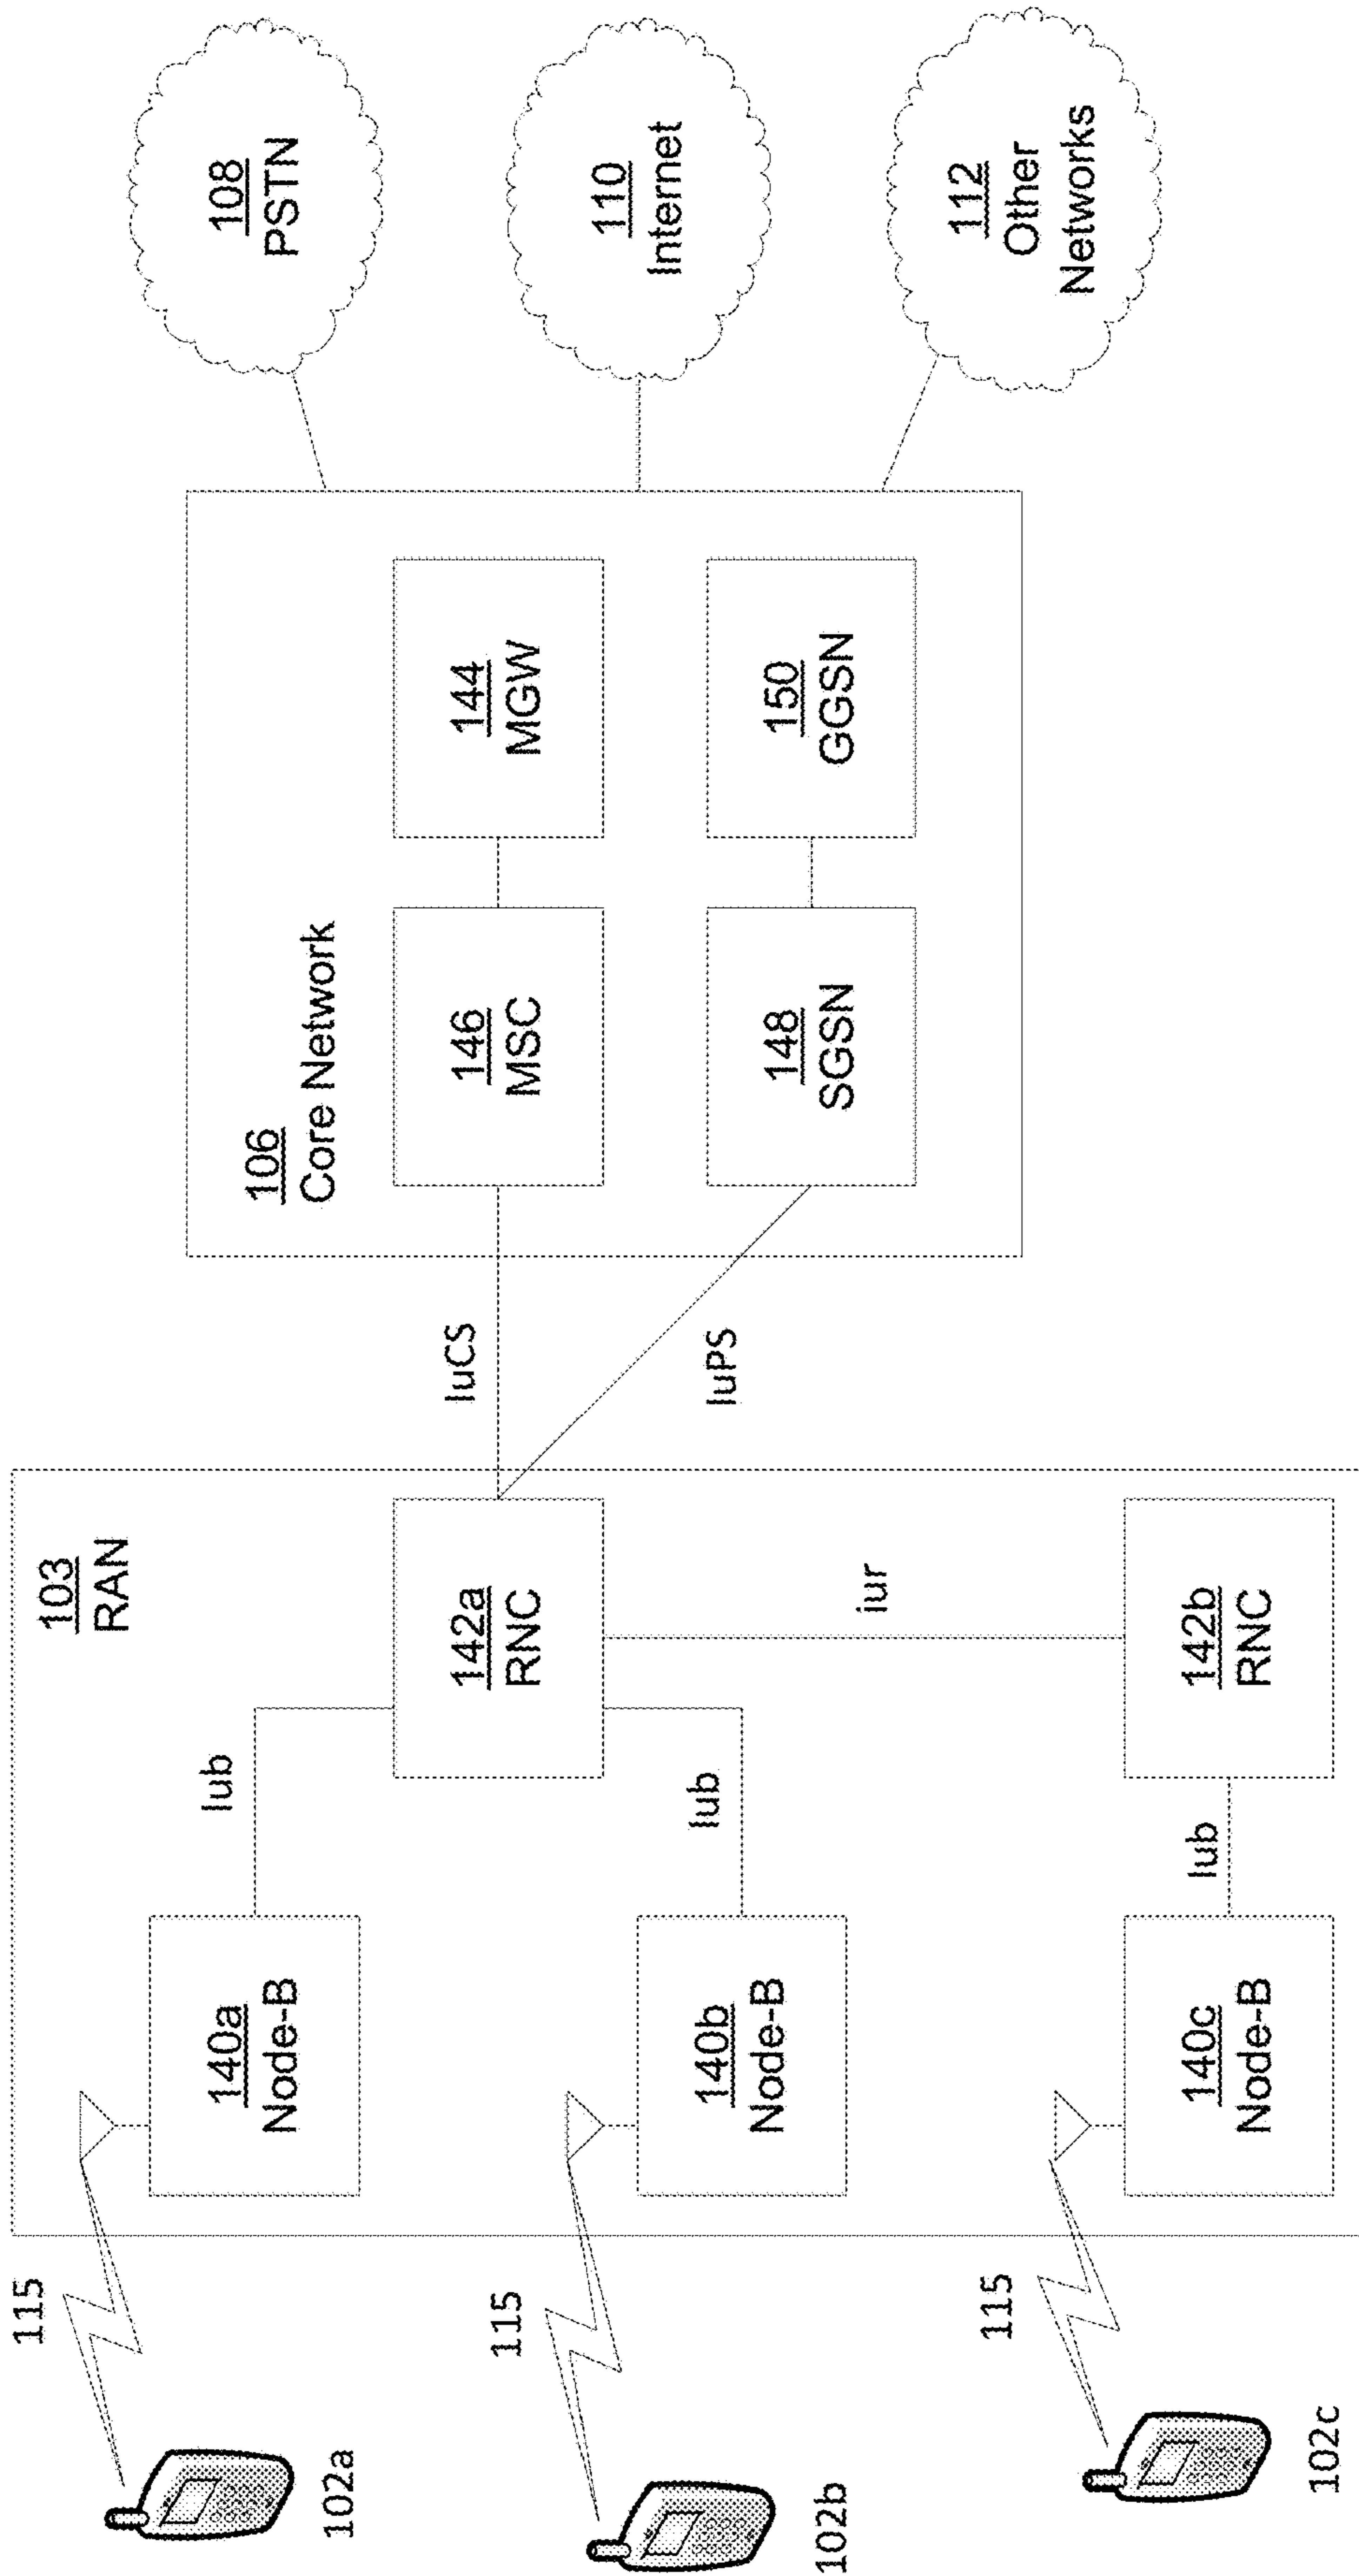 115
102a
115
102b
115
102c
103
RAN
140a
Node-B
140b
Node-B
140c
Node-B
Iub
Iub
Iub
142a
RNC
iur
142b
RNC
IuCS
IuPS
106
Core Network
146
MSC
144
MGW
148
SGSN
150
GGSN
108
PSTN
110
Internet
112
Other
Networks